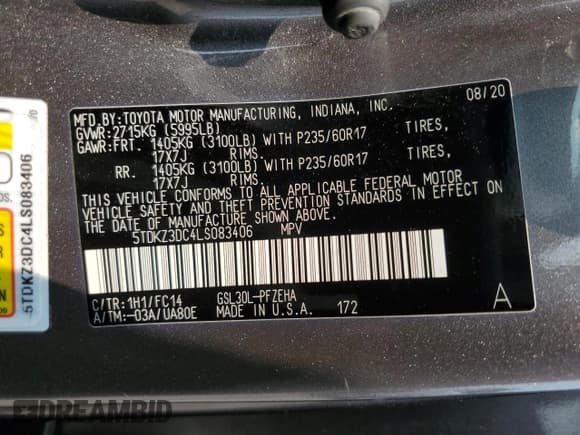 MFD.BY:TOYOTA MOTOR MANUFACTURING, INDIANA, INC. 08/20
GVWR:2715KG (5995LB)
GAWR:FRT. 1405KG (3100LB) WITH P235/60R17 TIRES,
17X7J RIMS.
RR. 1405KG (3100LB) WITH P235/60R17 TIRES,
17X7J RIMS.
THIS VEHICLE CONFORMS TO ALL APPLICABLE FEDERAL MOTOR
VEHICLE SAFETY AND THEFT PREVENTION STANDARDS IN EFFECT ON
THE DATE OF MANUFACTURE SHOWN ABOVE.
5TDKZ3DC4LS083406 MPV
C/TR:1H1/FC14 GSL30L-PFZEHA
A/TM:-03A/UA80E MADE IN U.S.A. 172 A
5TDKZ3DC4LS083406
DREAMBID